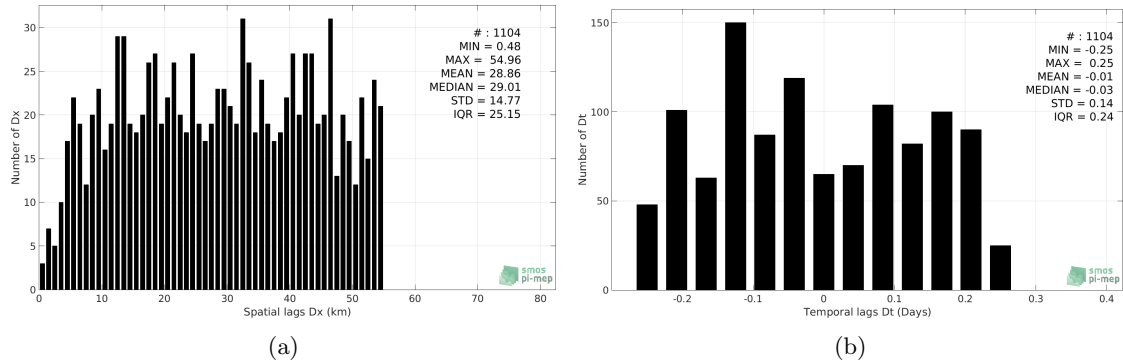 # : 1104
MIN = 0.48
MAX = 54.96
MEAN = 28.86
MEDIAN = 29.01
STD = 14.77
IQR = 25.15
Number of Dx
30
25
20
15
10
5
0
0 10 20 30 40 50 60 70 80
Spatial lags Dx (km)
smos
pi-mep
(a)
# : 1104
MIN = -0.25
MAX = 0.25
MEAN = -0.01
MEDIAN = -0.03
STD = 0.14
IQR = 0.24
Number of Dt
150
100
50
0
-0.2 -0.1 0 0.1 0.2 0.3 0.4
Temporal lags Dt (Days)
smos
pi-mep
(b)